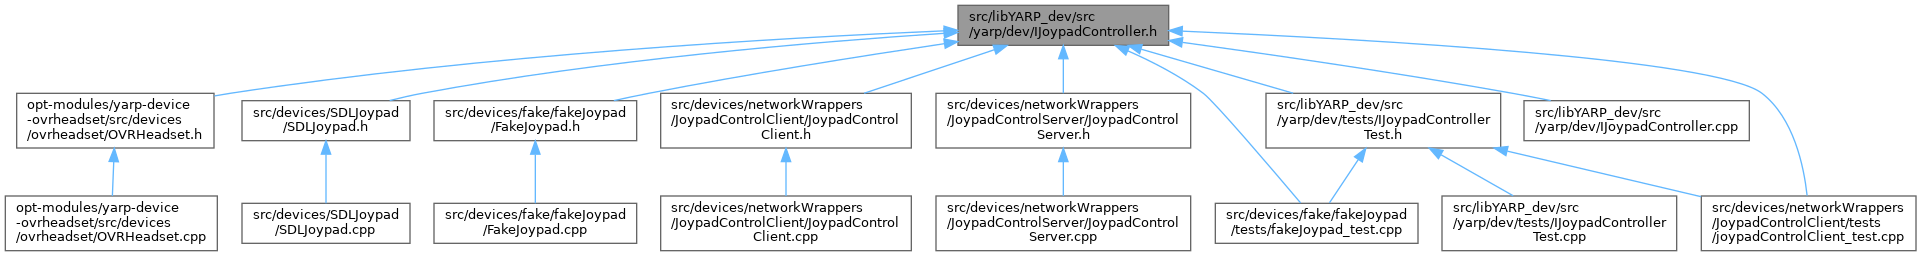 src/libYARP_dev/src
/yarp/dev/IJoypadController.h
opt-modules/yarp-device
-ovrheadset/src/devices
/ovrheadset/OVRHeadset.h
src/devices/SDLJoypad
/SDLJoypad.h
src/devices/fake/fakeJoypad
/FakeJoypad.h
src/devices/networkWrappers
/JoypadControlClient/JoypadControl
Client.h
src/devices/networkWrappers
/JoypadControlServer/JoypadControl
Server.h
src/libYARP_dev/src
/yarp/dev/tests/IJoypadController
Test.h
src/libYARP_dev/src
/yarp/dev/IJoypadController.cpp
opt-modules/yarp-device
-ovrheadset/src/devices
/ovrheadset/OVRHeadset.cpp
src/devices/SDLJoypad
/SDLJoypad.cpp
src/devices/fake/fakeJoypad
/FakeJoypad.cpp
src/devices/networkWrappers
/JoypadControlClient/JoypadControl
Client.cpp
src/devices/networkWrappers
/JoypadControlServer/JoypadControl
Server.cpp
src/devices/fake/fakeJoypad
/tests/fakeJoypad_test.cpp
src/libYARP_dev/src
/yarp/dev/tests/IJoypadController
Test.cpp
src/devices/networkWrappers
/JoypadControlClient/tests
/joypadControlClient_test.cpp